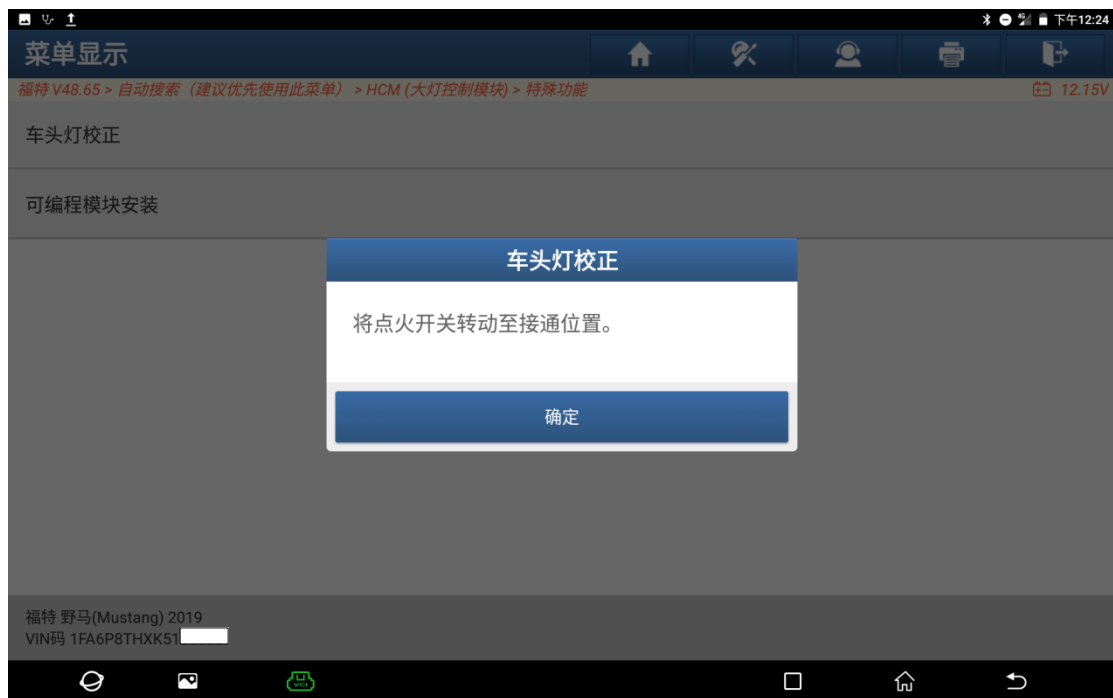 下午12:24
菜单显示
福特 V48.65 > 自动搜索（建议优先使用此菜单） > HCM (大灯控制模块) > 特殊功能
12.15V
车头灯校正
可编程模块安装
车头灯校正
将点火开关转动至接通位置。
确定
福特 野马(Mustang) 2019
VIN码 1FA6P8THXK51
VCI